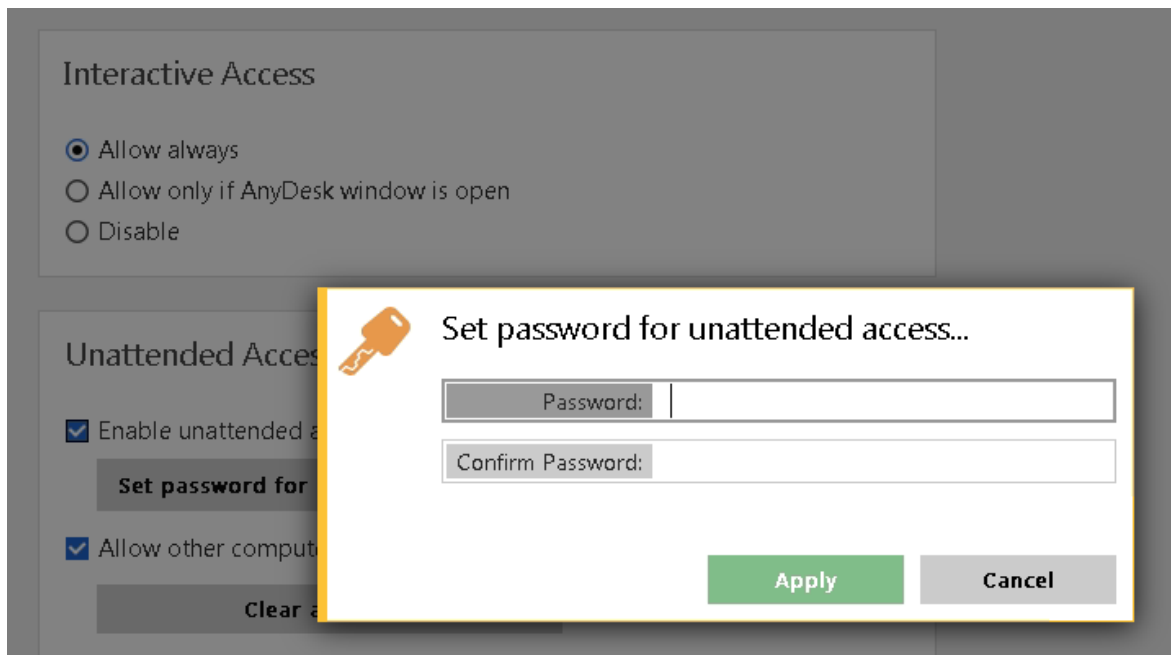 Interactive Access
Allow always
Allow only if AnyDesk window is open
Disable
Unattended Acces
Enable unattended a
Set password for
Allow other comput
Clear a
Set password for unattended access...
Password:
Confirm Password:
Apply
Cancel